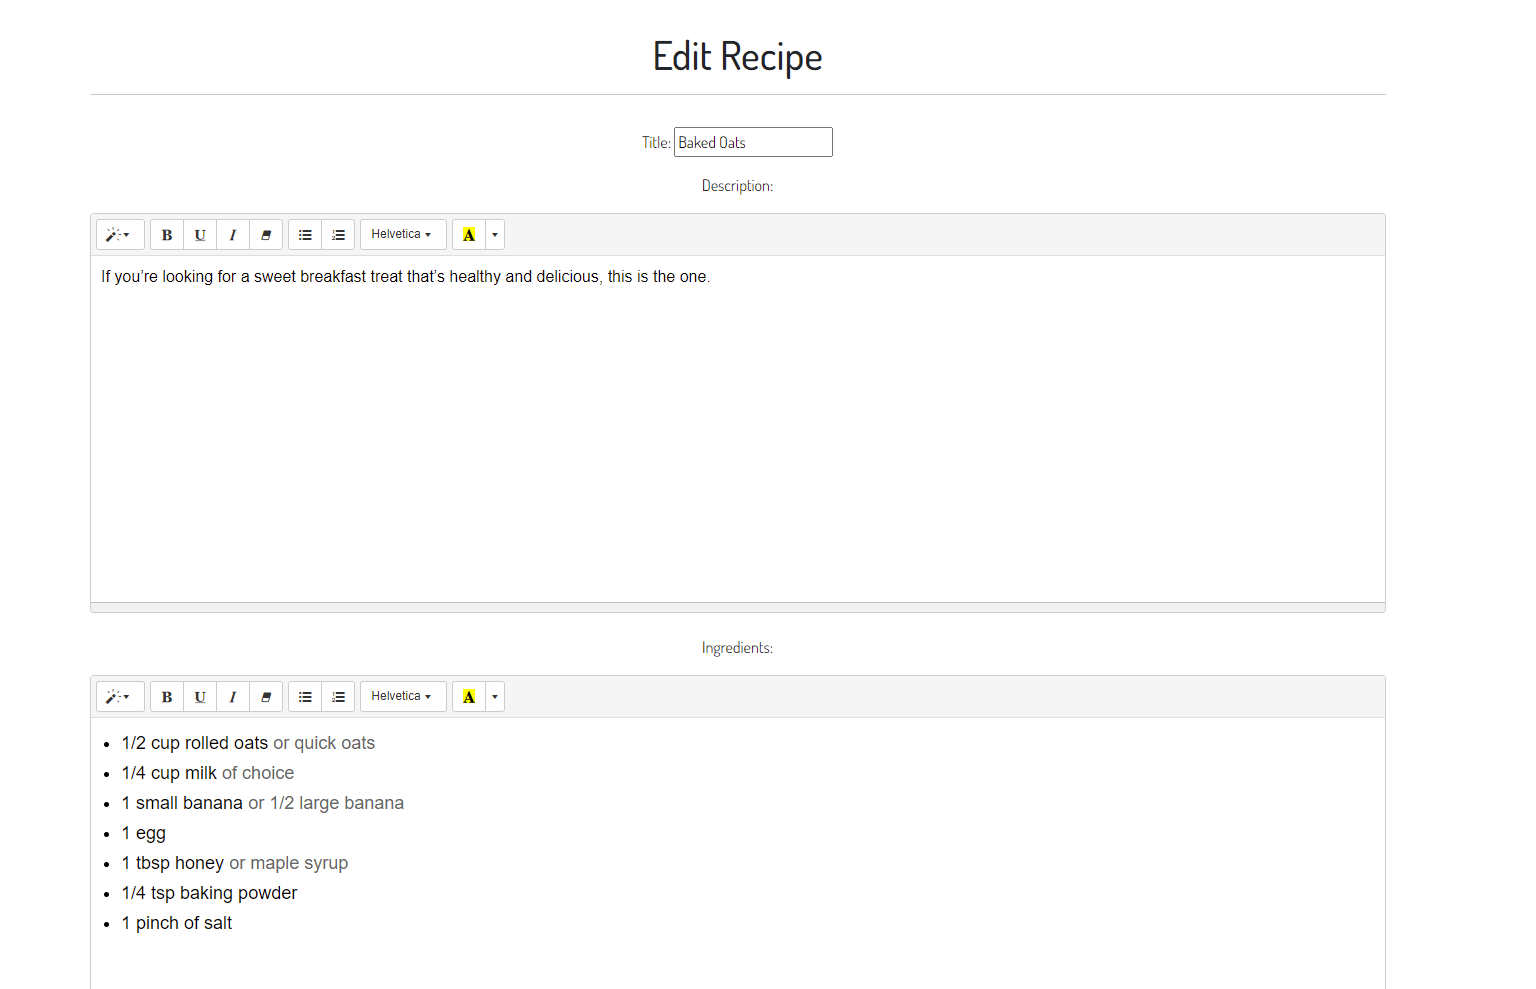 Edit Recipe
Title: Baked Oats
Description:
B U I Helvetica A
If you’re looking for a sweet breakfast treat that’s healthy and delicious, this is the one.
Ingredients:
B U I Helvetica A
• 1/2 cup rolled oats or quick oats
• 1/4 cup milk of choice
• 1 small banana or 1/2 large banana
• 1 egg
• 1 tbsp honey or maple syrup
• 1/4 tsp baking powder
• 1 pinch of salt